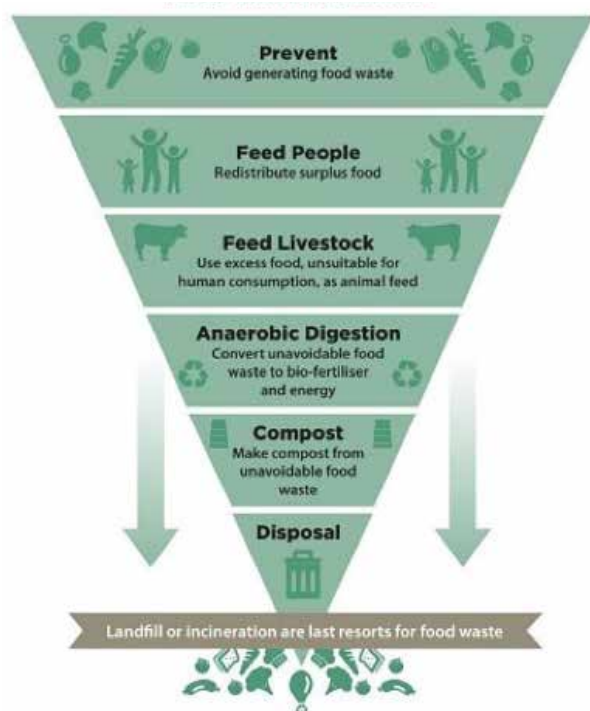 Prevent
Avoid generating food waste
Feed People
Redistribute surplus food
Feed Livestock
Use excess food, unsuitable for
human consumption, as animal feed
Anaerobic Digestion
Convert unavoidable food
waste to bio-fertiliser
and energy
Compost
Make compost from
unavoidable food
waste
Disposal
Landfill or incineration are last resorts for food waste